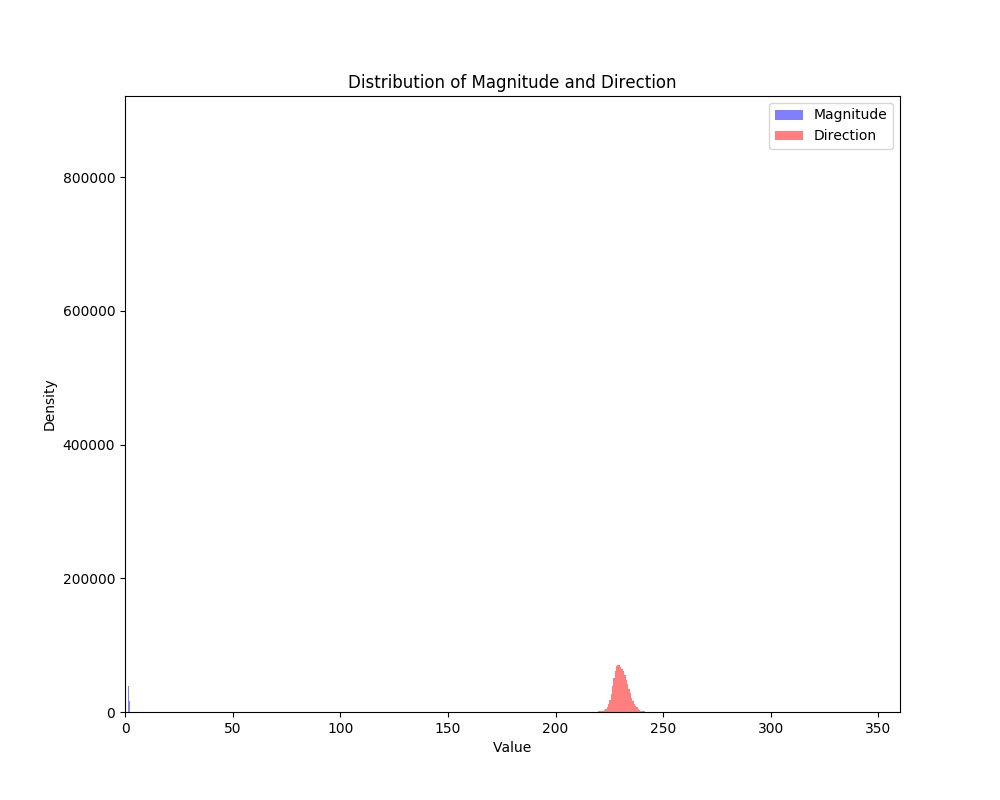 Distribution of Magnitude and Direction
Magnitude
Direction
800000
600000
400000
200000
0
Density
0 50 100 150 200 250 300 350
Value